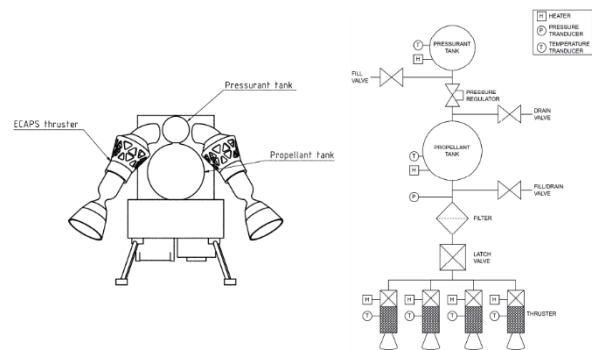 Pressurant tank
ECAPS thruster
Propellant tank
H HEATER
P PRESSURE
TRANDUCER
T TEMPERATURE
TRANDUCER
T
H
PRESSURANT
TANK
FILL
VALVE
PRESSURE
REGULATOR
DRAIN
VALVE
T
H
PROPELLANT
TANK
P
FILL/DRAIN
VALVE
FILTER
LATCH
VALVE
H H H H
T T T T THRUSTER